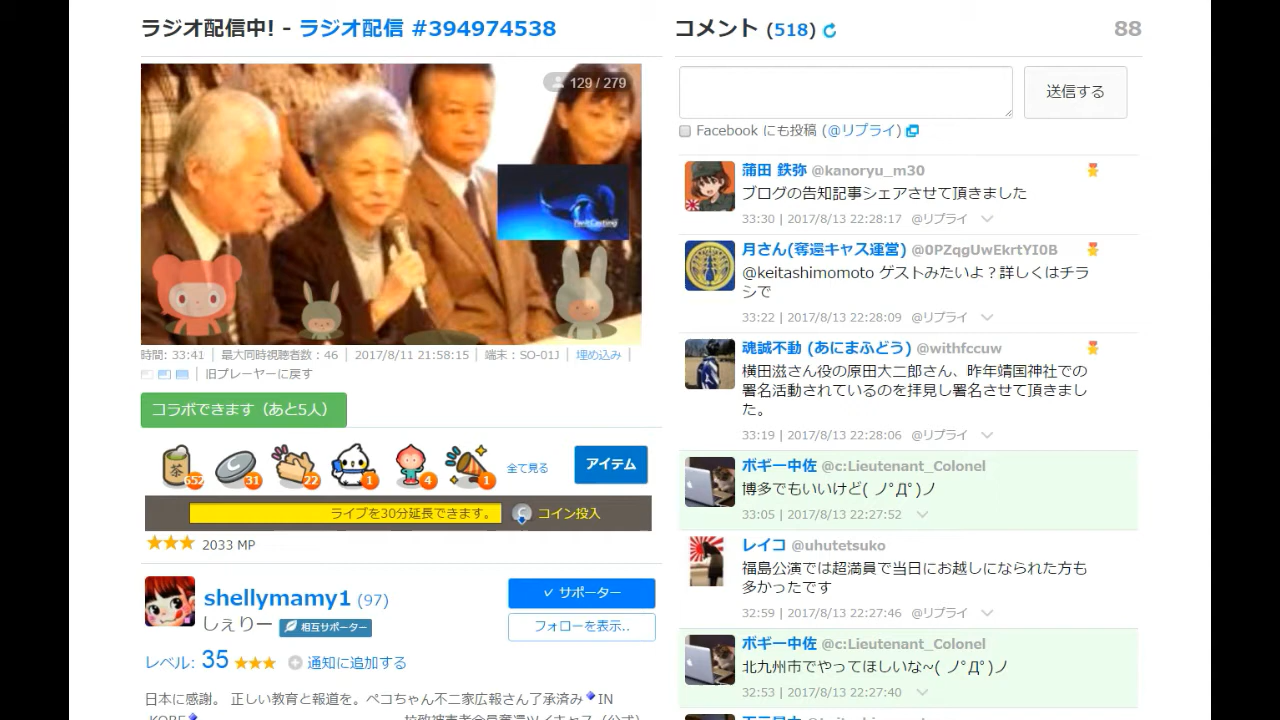 ラジオ配信中! - ラジオ配信 #394974538
129 / 279
TwitCasting
時間: 33:41 | 最大同時視聴者数 : 46 | 2017/8/11 21:58:15 | 端末 : SO-01J | 埋め込み |
旧プレーヤーに戻す
コラボできます（あと5人）
茶 652 C 31 22 1 4 1 全て見る アイテム
ライブを30分延長できます。 C コイン投入
2033 MP
shellymamy1 (97)
しぇりー 相互サポーター
✓ サポーター
フォローを表示..
レベル: 35 通知に追加する
日本に感謝。 正しい教育と報道を。ペコちゃん不二家広報さん了承済み IN
コメント (518) 88
送信する
Facebook にも投稿 (@リプライ)
蒲田 鉄弥 @kanoryu_m30
ブログの告知記事シェアさせて頂きました
33:30 | 2017/8/13 22:28:17 @リプライ
月さん(奪還キャス運営) @0PZqgUwEkrtYI0B
@keitashimomoto ゲストみたいよ？詳しくはチラ
シで
33:22 | 2017/8/13 22:28:09 @リプライ
魂誠不動 (あにまふどう) @withfccuw
横田滋さん役の原田大二郎さん、昨年靖国神社での
署名活動されているのを拝見し署名させて頂きまし
た。
33:19 | 2017/8/13 22:28:06 @リプライ
ボギー中佐 @c:Lieutenant_Colonel
博多でもいいけど( ノﾟДﾟ)ノ
33:05 | 2017/8/13 22:27:52
レイコ @uhutetsuko
福島公演では超満員で当日にお越しになられた方も
多かったです
32:59 | 2017/8/13 22:27:46 @リプライ
ボギー中佐 @c:Lieutenant_Colonel
北九州市でやってほしいな~( ノﾟДﾟ)ノ
32:53 | 2017/8/13 22:27:40